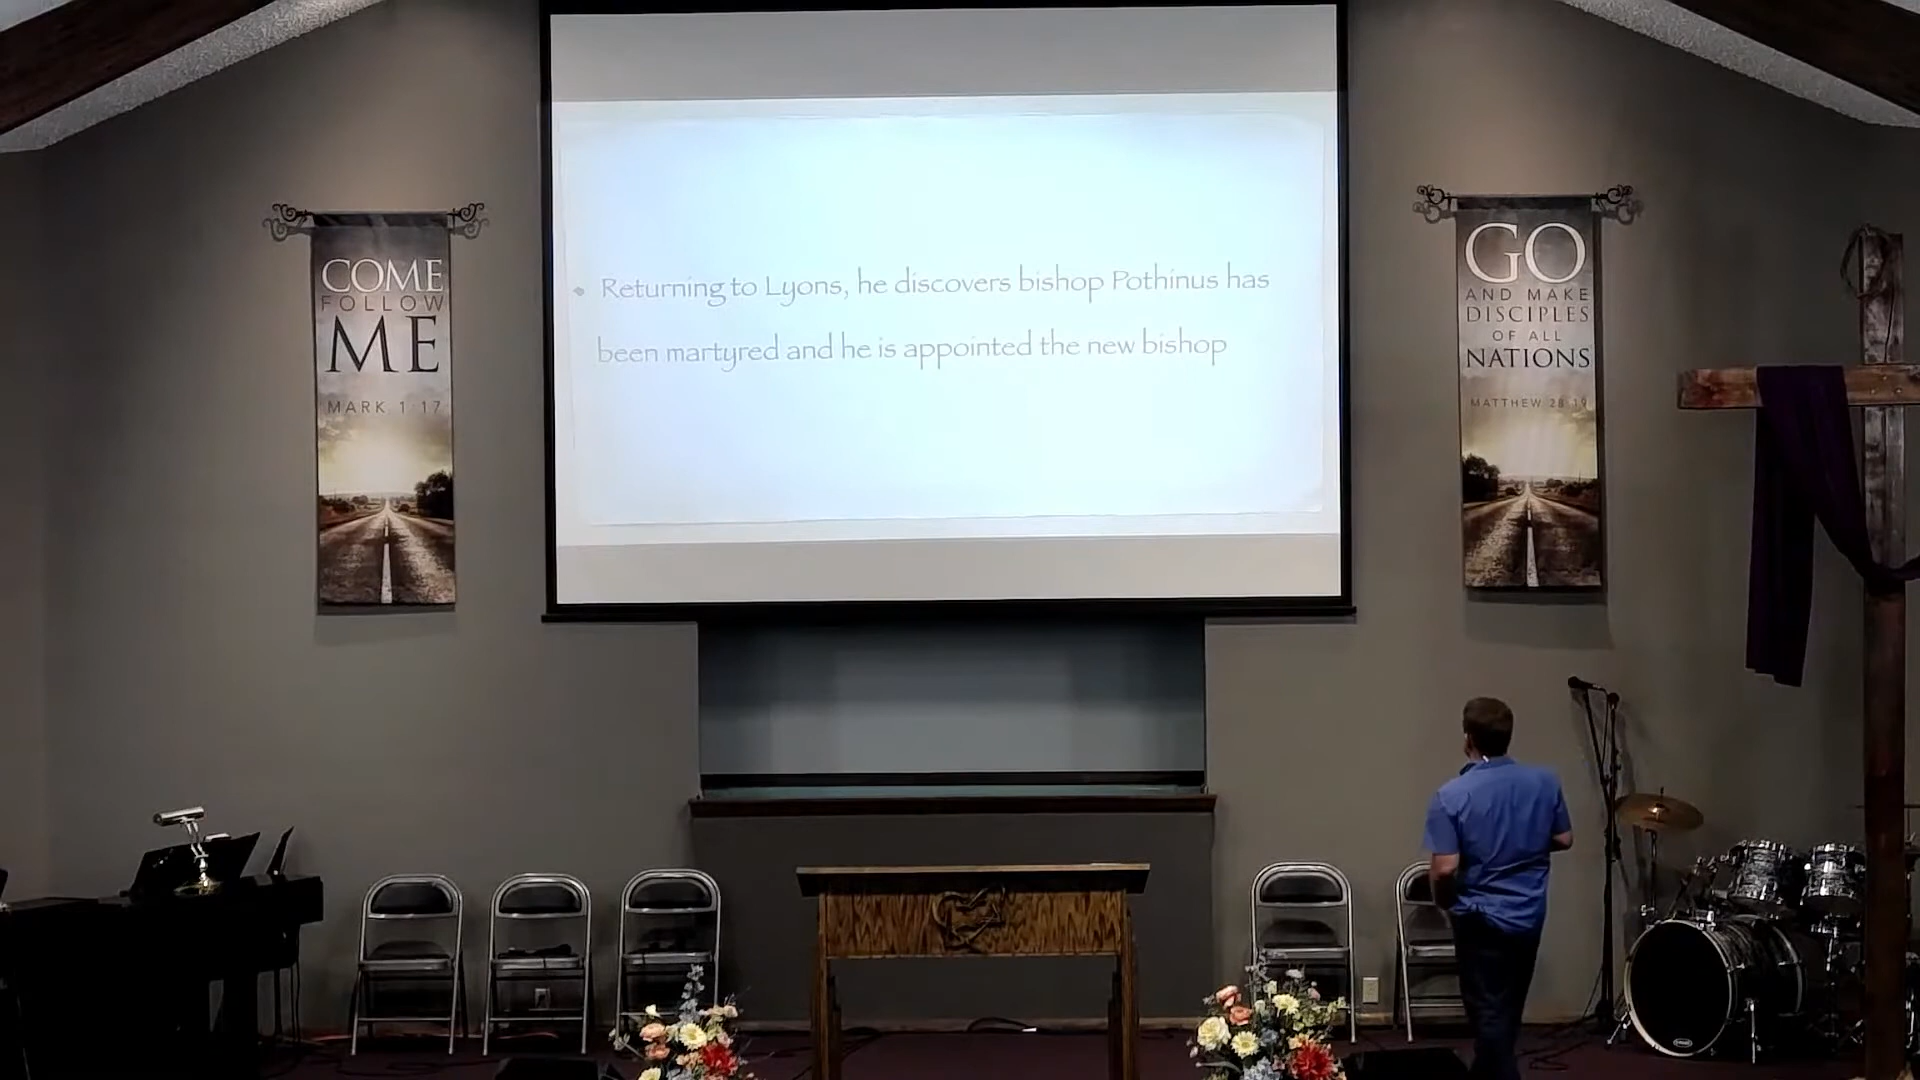 COME
FOLLOW
ME
MARK 1:17
Returning to Lyons, he discovers bishop Pothinus has
been martyred and he is appointed the new bishop
GO
AND MAKE
DISCIPLES
OF ALL
NATIONS
MATTHEW 28:19